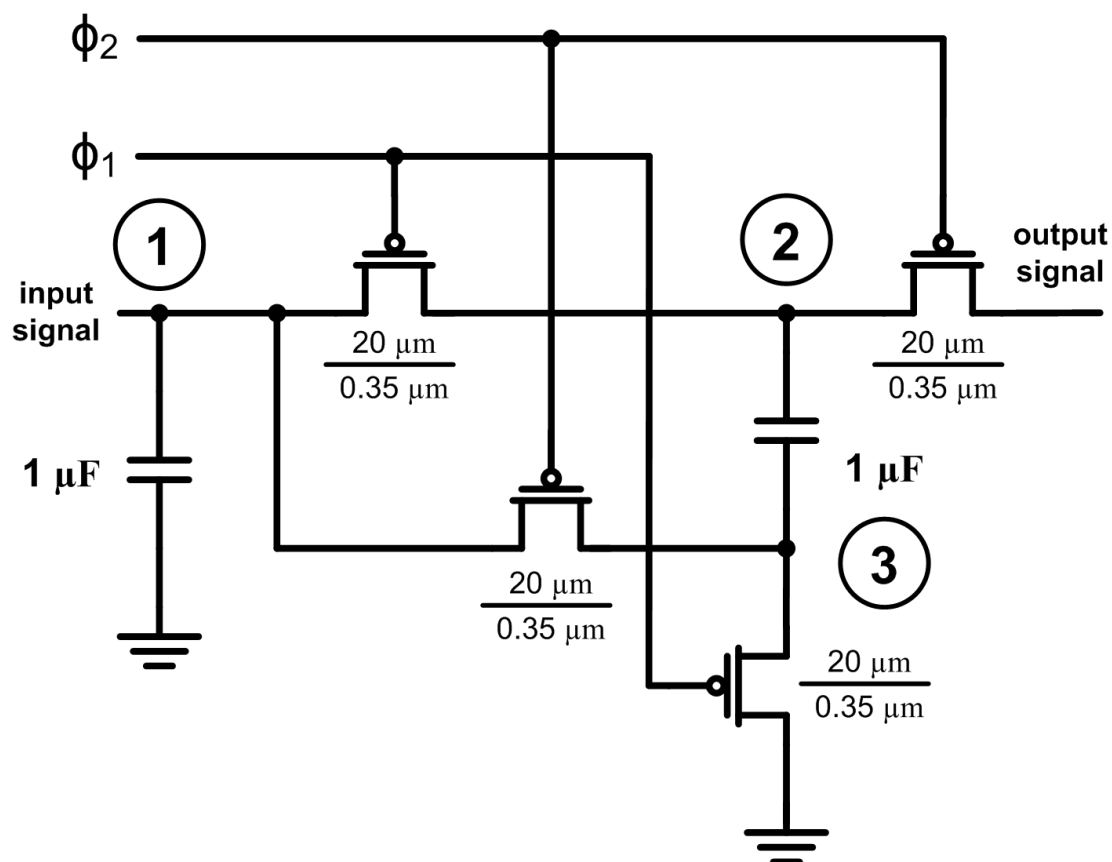 ϕ2
ϕ1
1
2
input
signal
output
signal
20 µm
0.35 µm
20 µm
0.35 µm
1 µF
1 µF
3
20 µm
0.35 µm
20 µm
0.35 µm